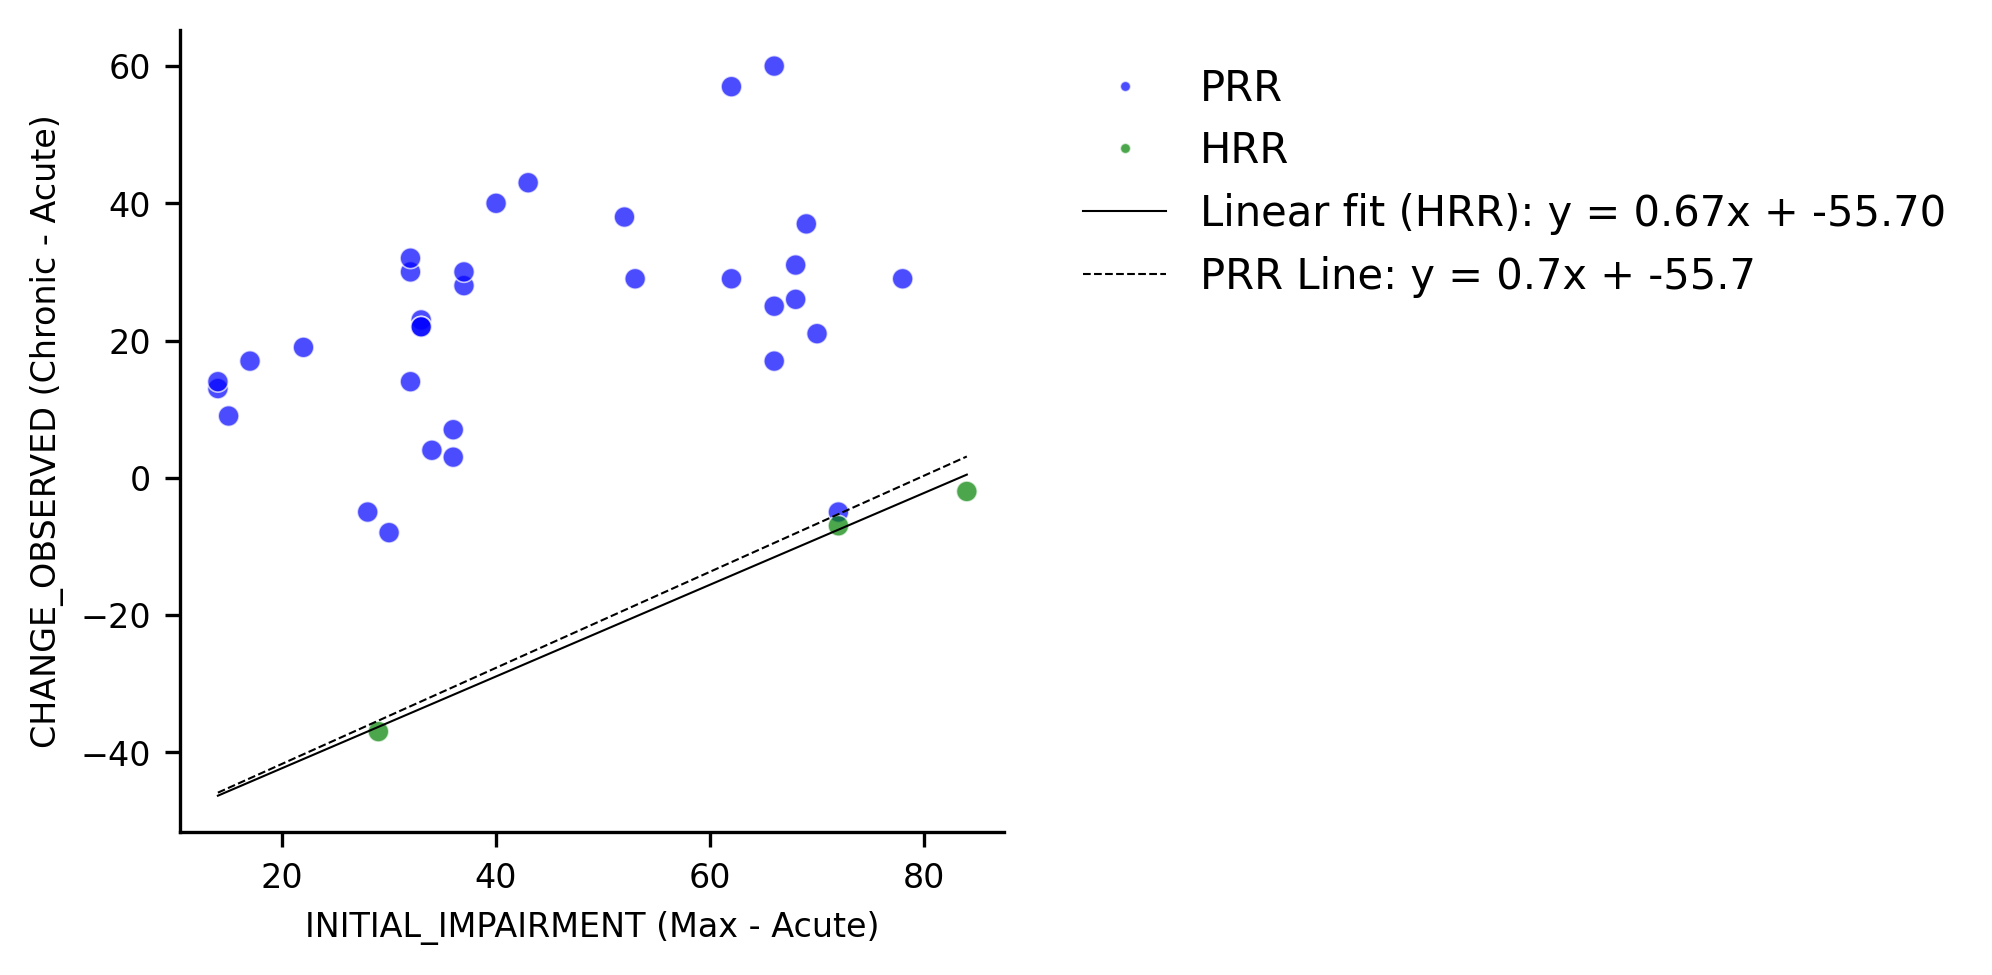 60
40
20
0
−20
−40
CHANGE_OBSERVED (Chronic - Acute)
20 40 60 80
INITIAL_IMPAIRMENT (Max - Acute)
PRR
HRR
Linear fit (HRR): y = 0.67x + -55.70
PRR Line: y = 0.7x + -55.7